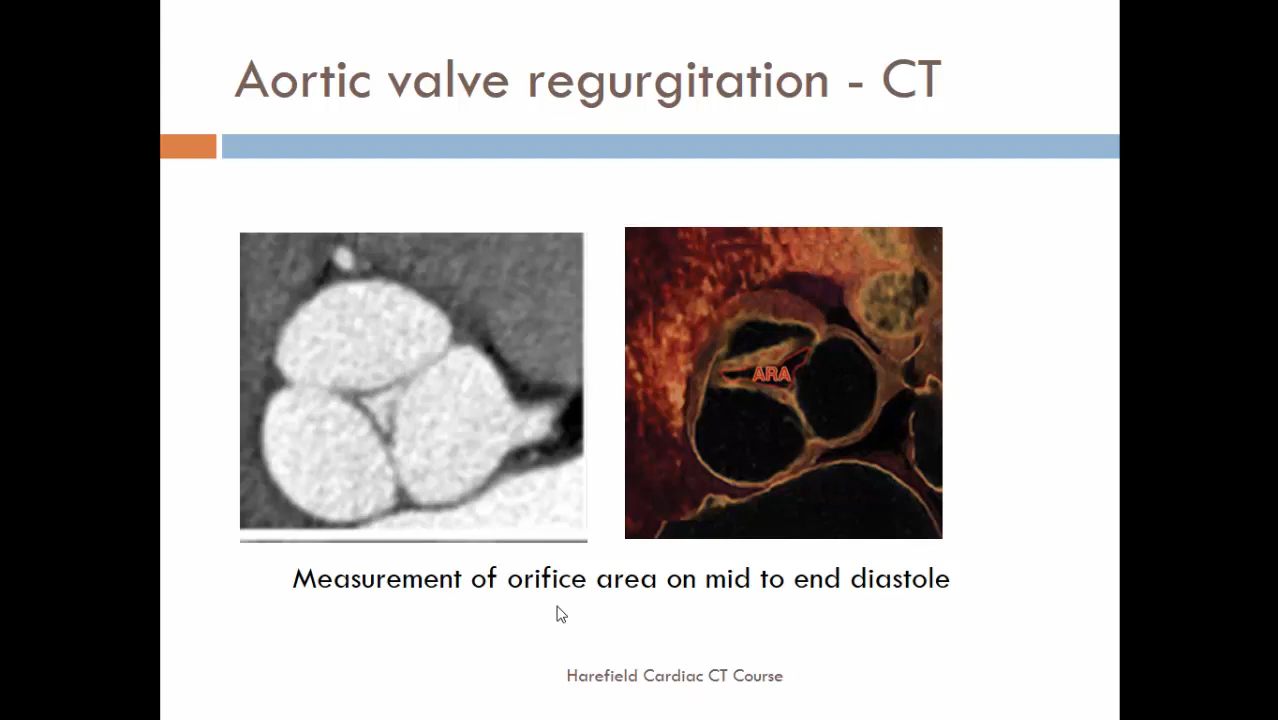 Aortic valve regurgitation - CT
ARA
Measurement of orifice area on mid to end diastole
Harefield Cardiac CT Course